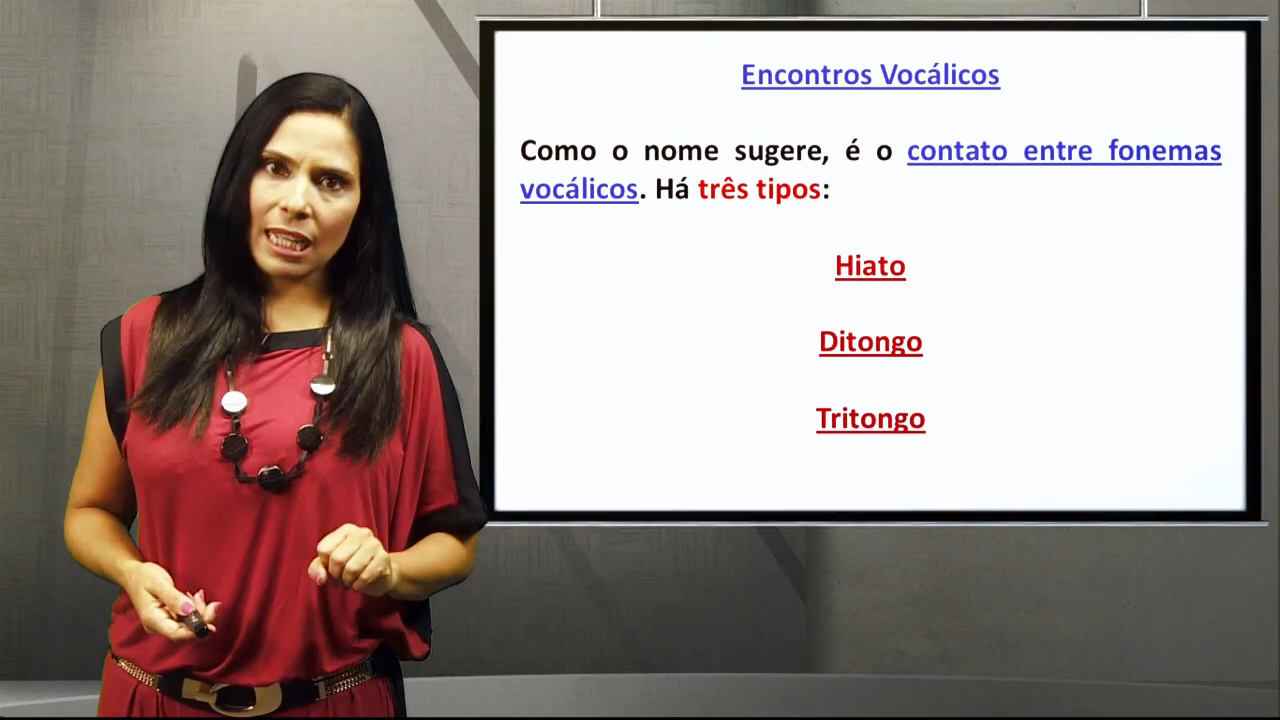 Encontros Vocálicos
Como o nome sugere, é o contato entre fonemas
vocálicos. Há três tipos:
Hiato
Ditongo
Tritongo